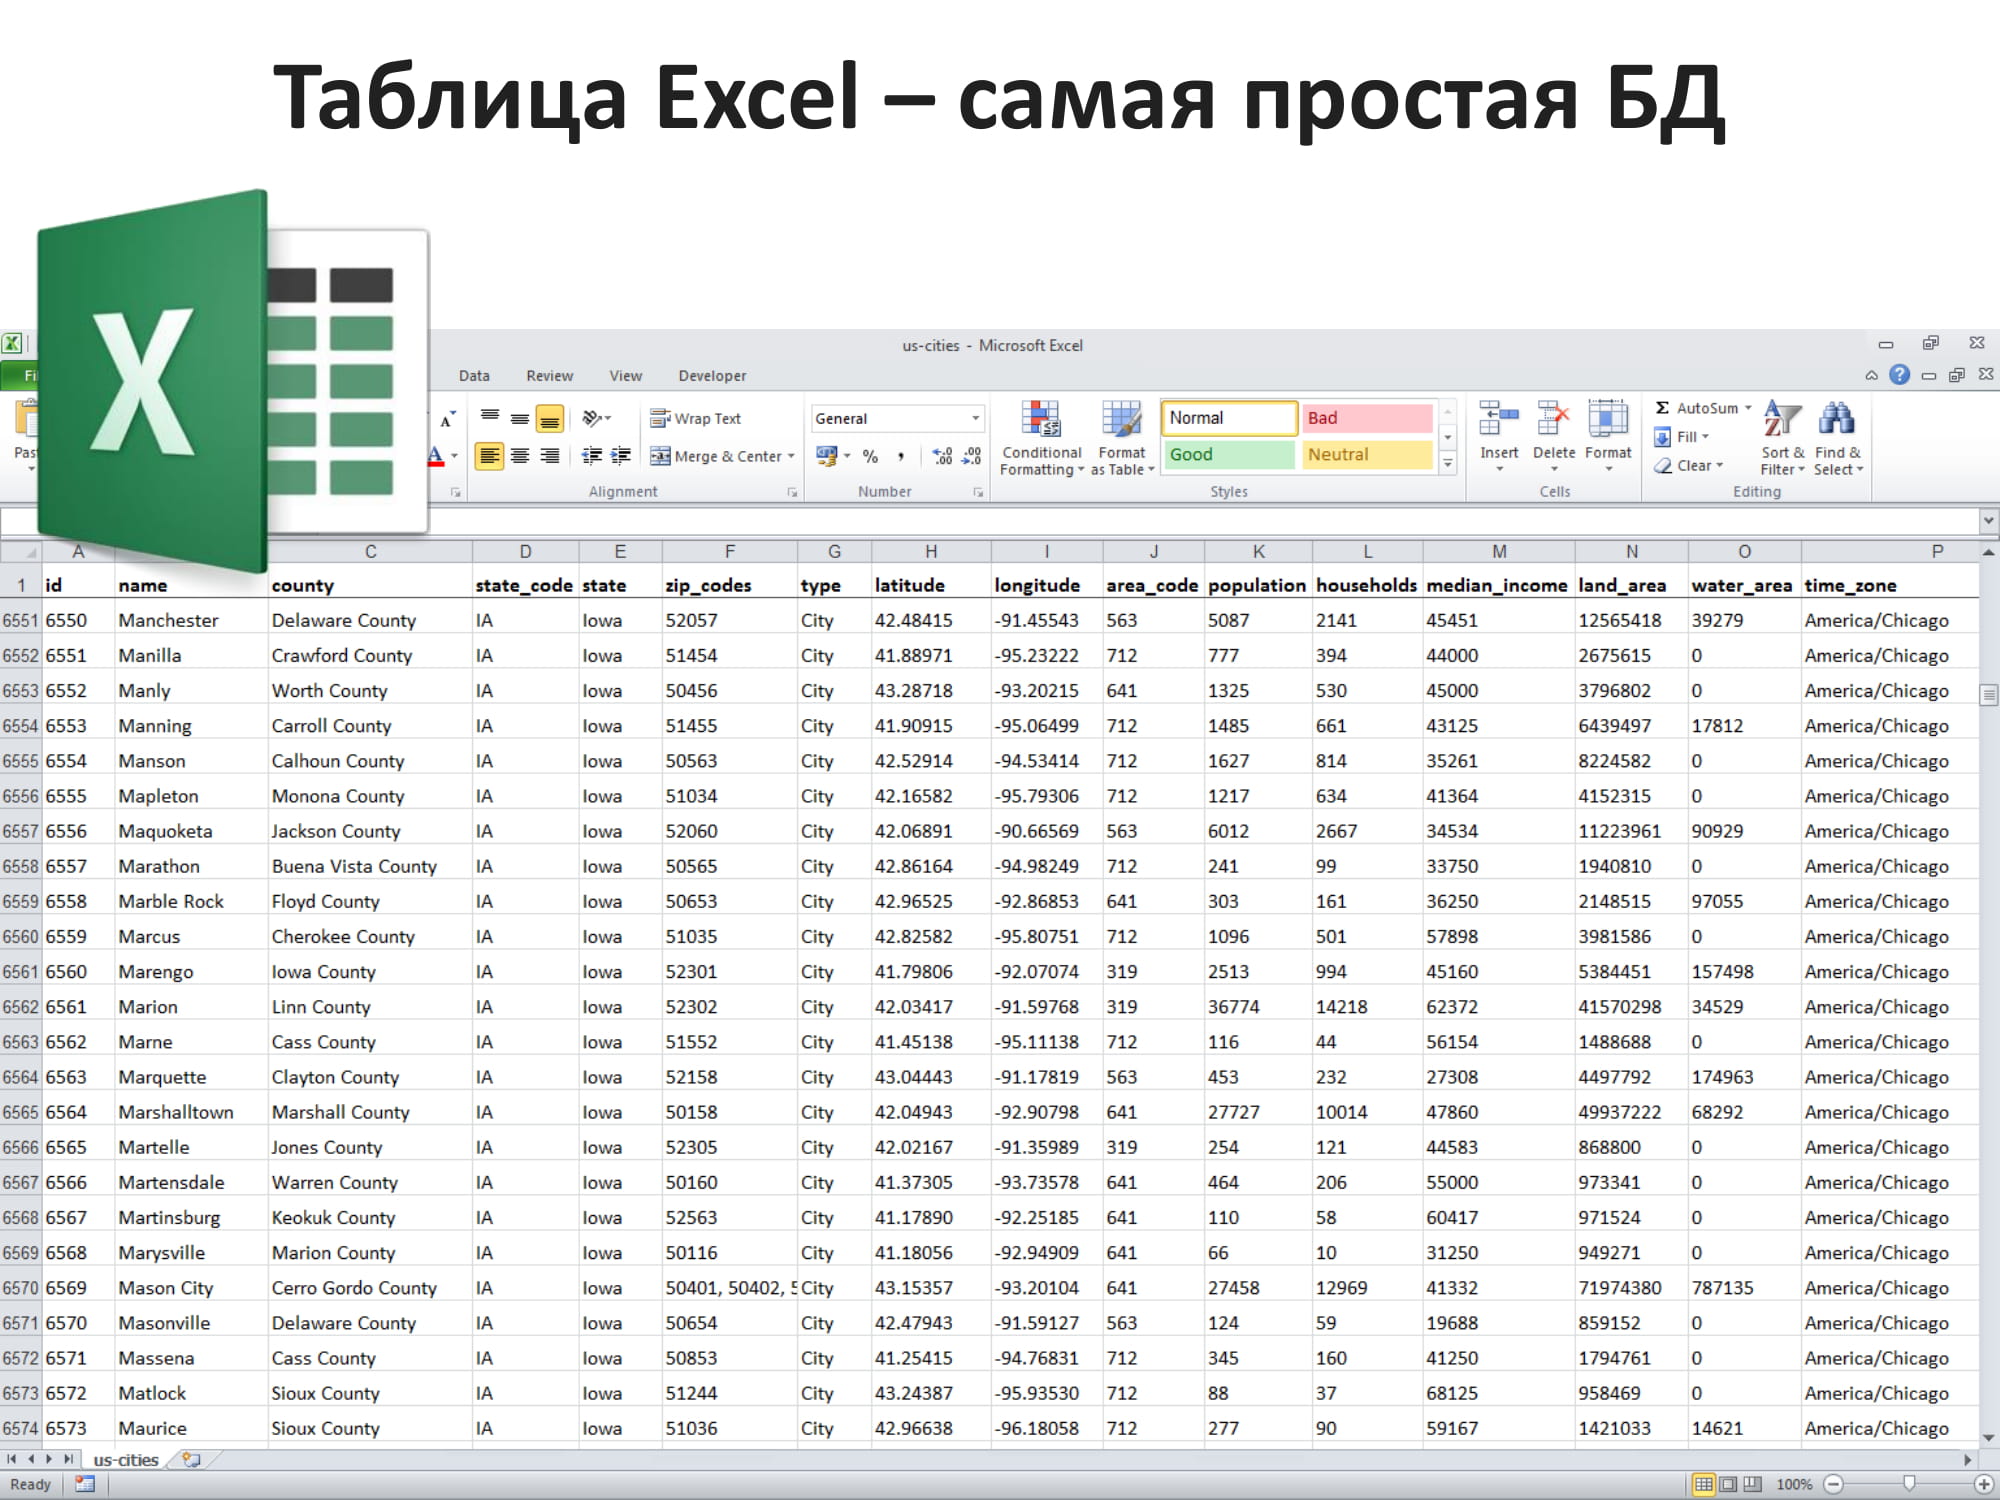 Таблица Excel – самая простая БД
X
us-cities - Microsoft Excel
Data Review View Developer
Wrap Text General Normal Bad Σ AutoSum
Merge & Center % Conditional Formatting Format as Table Good Neutral Insert Delete Format Fill Clear Sort & Filter Find & Select
Alignment Number Styles Cells Editing
A C D E F G H I J K L M N O P
1 id name county state_code state zip_codes type latitude longitude area_code population households median_income land_area water_area time_zone
6551 6550 Manchester Delaware County IA Iowa 52057 City 42.48415 -91.45543 563 5087 2141 45451 12565418 39279 America/Chicago
6552 6551 Manilla Crawford County IA Iowa 51454 City 41.88971 -95.23222 712 777 394 44000 2675615 0 America/Chicago
6553 6552 Manly Worth County IA Iowa 50456 City 43.28718 -93.20215 641 1325 530 45000 3796802 0 America/Chicago
6554 6553 Manning Carroll County IA Iowa 51455 City 41.90915 -95.06499 712 1485 661 43125 6439497 17812 America/Chicago
6555 6554 Manson Calhoun County IA Iowa 50563 City 42.52914 -94.53414 712 1627 814 35261 8224582 0 America/Chicago
6556 6555 Mapleton Monona County IA Iowa 51034 City 42.16582 -95.79306 712 1217 634 41364 4152315 0 America/Chicago
6557 6556 Maquoketa Jackson County IA Iowa 52060 City 42.06891 -90.66569 563 6012 2667 34534 11223961 90929 America/Chicago
6558 6557 Marathon Buena Vista County IA Iowa 50565 City 42.86164 -94.98249 712 241 99 33750 1940810 0 America/Chicago
6559 6558 Marble Rock Floyd County IA Iowa 50653 City 42.96525 -92.86853 641 303 161 36250 2148515 97055 America/Chicago
6560 6559 Marcus Cherokee County IA Iowa 51035 City 42.82582 -95.80751 712 1096 501 57898 3981586 0 America/Chicago
6561 6560 Marengo Iowa County IA Iowa 52301 City 41.79806 -92.07074 319 2513 994 45160 5384451 157498 America/Chicago
6562 6561 Marion Linn County IA Iowa 52302 City 42.03417 -91.59768 319 36774 14218 62372 41570298 34529 America/Chicago
6563 6562 Marne Cass County IA Iowa 51552 City 41.45138 -95.11138 712 116 44 56154 1488688 0 America/Chicago
6564 6563 Marquette Clayton County IA Iowa 52158 City 43.04443 -91.17819 563 453 232 27308 4497792 174963 America/Chicago
6565 6564 Marshalltown Marshall County IA Iowa 50158 City 42.04943 -92.90798 641 27727 10014 47860 49937222 68292 America/Chicago
6566 6565 Martelle Jones County IA Iowa 52305 City 42.02167 -91.35989 319 254 121 44583 868800 0 America/Chicago
6567 6566 Martensdale Warren County IA Iowa 50160 City 41.37305 -93.73578 641 464 206 55000 973341 0 America/Chicago
6568 6567 Martinsburg Keokuk County IA Iowa 52563 City 41.17890 -92.25185 641 110 58 60417 971524 0 America/Chicago
6569 6568 Marysville Marion County IA Iowa 50116 City 41.18056 -92.94909 641 66 10 31250 949271 0 America/Chicago
6570 6569 Mason City Cerro Gordo County IA Iowa 50401, 50402, City 43.15357 -93.20104 641 27458 12969 41332 71974380 787135 America/Chicago
6571 6570 Masonville Delaware County IA Iowa 50654 City 42.47943 -91.59127 563 124 59 19688 859152 0 America/Chicago
6572 6571 Massena Cass County IA Iowa 50853 City 41.25415 -94.76831 712 345 160 41250 1794761 0 America/Chicago
6573 6572 Matlock Sioux County IA Iowa 51244 City 43.24387 -95.93530 712 88 37 68125 958469 0 America/Chicago
6574 6573 Maurice Sioux County IA Iowa 51036 City 42.96638 -96.18058 712 277 90 59167 1421033 14621 America/Chicago
us-cities
Ready 100%